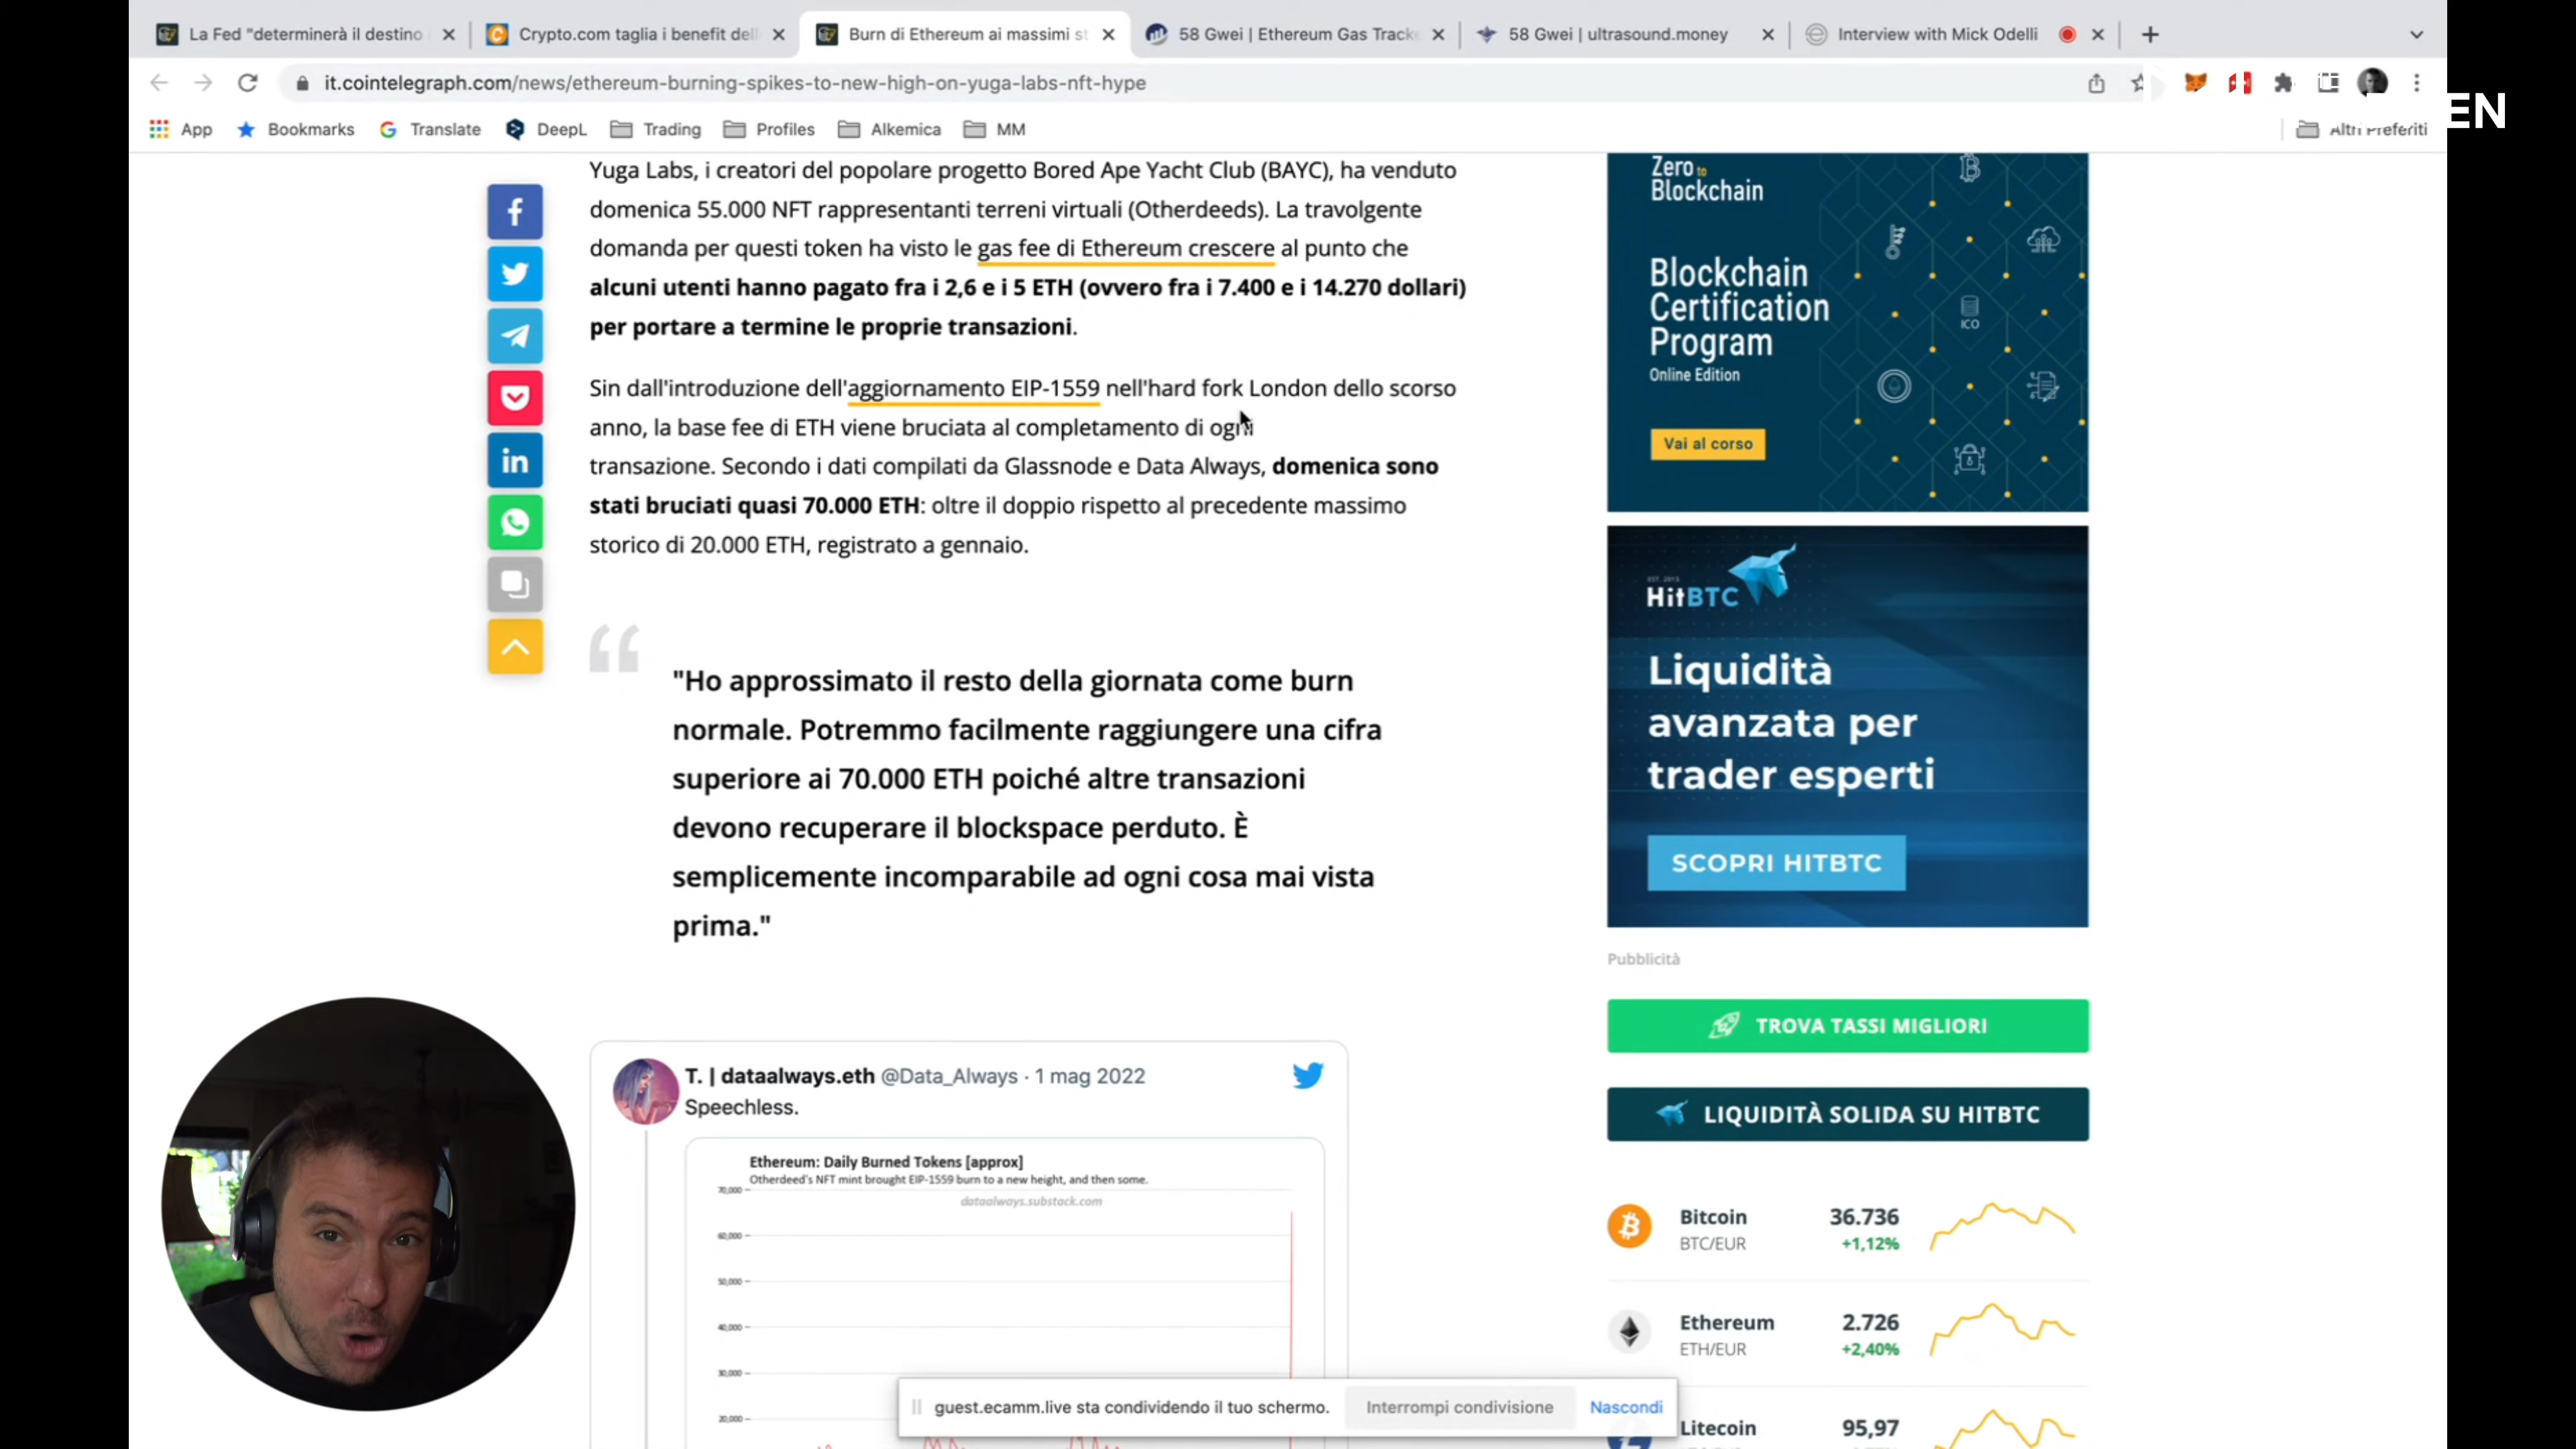 La Fed "determinerà il destino
Crypto.com taglia i benefit dell
Burn di Ethereum ai massimi st
58 Gwei | Ethereum Gas Tracke
58 Gwei | ultrasound.money
Interview with Mick Odelli
it.cointelegraph.com/news/ethereum-burning-spikes-to-new-high-on-yuga-labs-nft-hype
EN
App
Bookmarks
Translate
DeepL
Trading
Profiles
Alkemica
MM
Altri Preferiti
Yuga Labs, i creatori del popolare progetto Bored Ape Yacht Club (BAYC), ha venduto
domenica 55.000 NFT rappresentanti terreni virtuali (Otherdeeds). La travolgente
domanda per questi token ha visto le gas fee di Ethereum crescere al punto che
alcuni utenti hanno pagato fra i 2,6 e i 5 ETH (ovvero fra i 7.400 e i 14.270 dollari)
per portare a termine le proprie transazioni.
Sin dall'introduzione dell'aggiornamento EIP-1559 nell'hard fork London dello scorso
anno, la base fee di ETH viene bruciata al completamento di ogni
transazione. Secondo i dati compilati da Glassnode e Data Always, domenica sono
stati bruciati quasi 70.000 ETH: oltre il doppio rispetto al precedente massimo
storico di 20.000 ETH, registrato a gennaio.
"Ho approssimato il resto della giornata come burn
normale. Potremmo facilmente raggiungere una cifra
superiore ai 70.000 ETH poiché altre transazioni
devono recuperare il blockspace perduto. È
semplicemente incomparabile ad ogni cosa mai vista
prima."
T. | dataalways.eth @Data_Always · 1 mag 2022
Speechless.
Ethereum: Daily Burned Tokens [approx]
Otherdeed's NFT mint brought EIP-1559 burn to a new height, and then some.
dataalways.substack.com
70,000
60,000
50,000
40,000
30,000
20,000
guest.ecamm.live sta condividendo il tuo schermo.
Interrompi condivisione
Nascondi
Zero to
Blockchain
Blockchain
Certification
Program
Online Edition
Vai al corso
ICO
EST. 2013
HitBTC
Liquidità
avanzata per
trader esperti
SCOPRI HITBTC
Pubblicità
TROVA TASSI MIGLIORI
LIQUIDITÀ SOLIDA SU HITBTC
Bitcoin 36.736
BTC/EUR +1,12%
Ethereum 2.726
ETH/EUR +2,40%
Litecoin 95,97